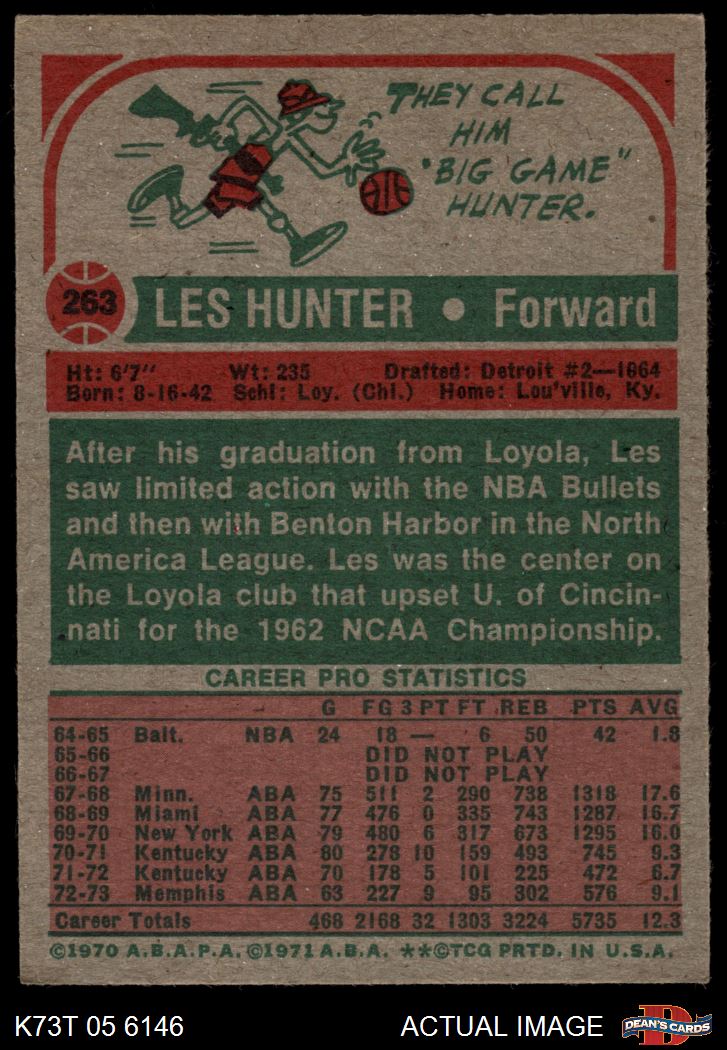 THEY CALL
HIM
"BIG GAME"
HUNTER.
263 LES HUNTER • Forward
Ht: 6'7" Wt: 235 Drafted: Detroit #2—1964
Born: 8-16-42 Schl: Loy. (Chi.) Home: Lou'ville, Ky.
After his graduation from Loyola, Les
saw limited action with the NBA Bullets
and then with Benton Harbor in the North
America League. Les was the center on
the Loyola club that upset U. of Cincin-
nati for the 1962 NCAA Championship.
CAREER PRO STATISTICS
G FG 3 PT FT REB PTS AVG
64-65 Balt. NBA 24 18 — 6 50 42 1.8
65-66 DID NOT PLAY
66-67 DID NOT PLAY
67-68 Minn. ABA 75 511 2 290 738 1318 17.6
68-69 Miami ABA 77 476 0 335 743 1287 16.7
69-70 New York ABA 79 480 6 317 673 1295 16.0
70-71 Kentucky ABA 80 278 10 159 493 745 9.3
71-72 Kentucky ABA 70 178 5 101 225 472 6.7
72-73 Memphis ABA 63 227 9 95 302 576 9.1
Career Totals 468 2168 32 1303 3224 5735 12.3
©1970 A.B.A.P.A. ©1971 A.B.A. **©TCG PRTD. IN U.S.A.
K73T 05 6146 ACTUAL IMAGE DEAN'S CARDS